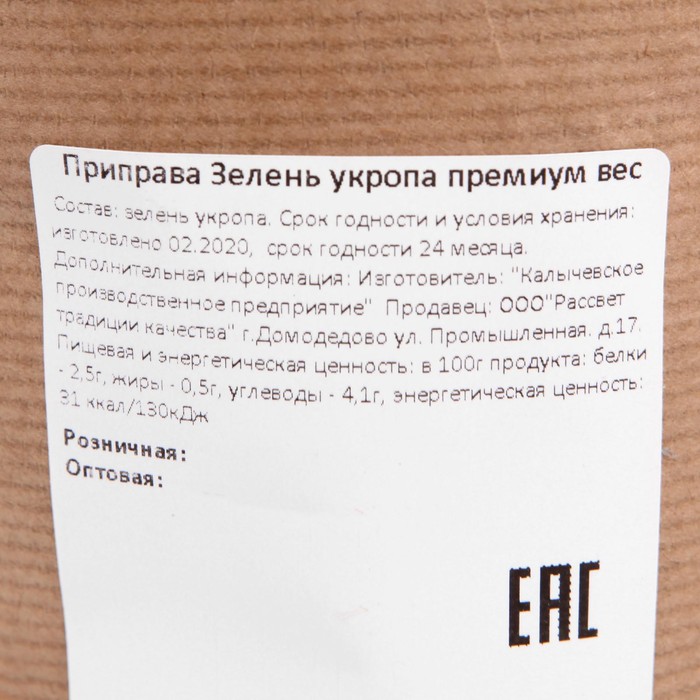 Приправа Зелень укропа премиум вес
Состав: зелень укропа. Срок годности и условия хранения:
изготовлено 02.2020, срок годности 24 месяца.
Дополнительная информация: Изготовитель: "Калычевское
производственное предприятие" Продавец: ООО"Рассвет
традиции качества" г.Домодедово ул. Промышленная. д.17.
Пищевая и энергетическая ценность: в 100г продукта: белки
- 2,5г, жиры - 0,5г, углеводы - 4,1г, энергетическая ценность:
31 ккал/130кДж
Розничная:
Оптовая:
ЕАС